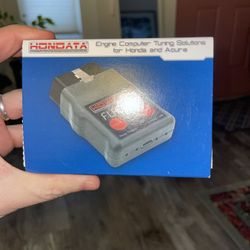 HONDATA
Engine Computer Tuning Solutions
for Honda and Acura